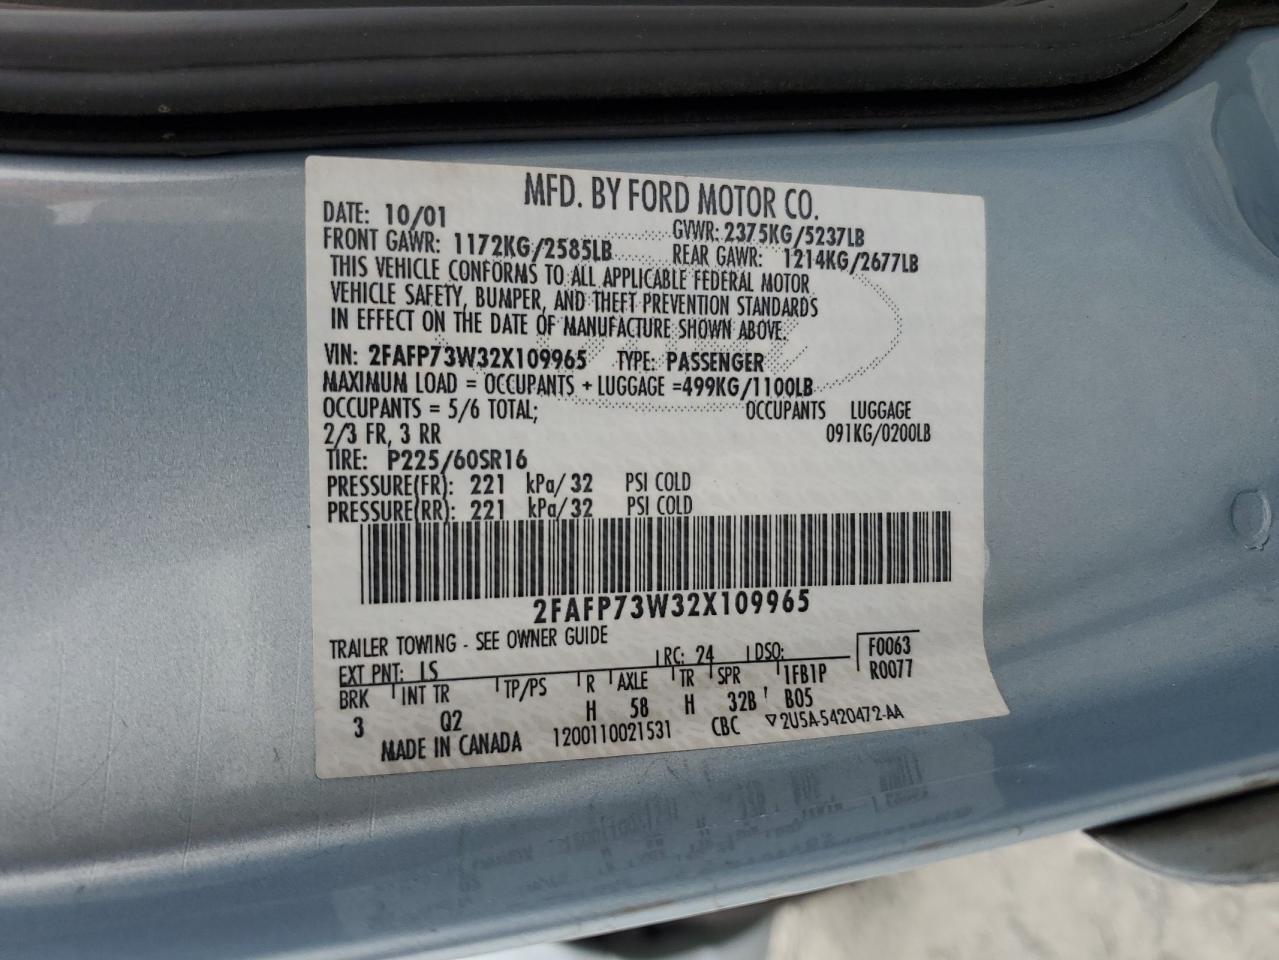 MFD. BY FORD MOTOR CO.
DATE: 10/01 GVWR: 2375KG/5237LB
FRONT GAWR: 1172KG/2585LB REAR GAWR: 1214KG/2677LB
THIS VEHICLE CONFORMS TO ALL APPLICABLE FEDERAL MOTOR
VEHICLE SAFETY, BUMPER, AND THEFT PREVENTION STANDARDS
IN EFFECT ON THE DATE OF MANUFACTURE SHOWN ABOVE.
VIN: 2FAFP73W32X109965 TYPE: PASSENGER
MAXIMUM LOAD = OCCUPANTS + LUGGAGE =499KG/1100LB
OCCUPANTS = 5/6 TOTAL; OCCUPANTS LUGGAGE
2/3 FR, 3 RR 091KG/0200LB
TIRE: P225/60SR16
PRESSURE(FR): 221 kPa/32 PSI COLD
PRESSURE(RR): 221 kPa/32 PSI COLD
2FAFP73W32X109965
TRAILER TOWING - SEE OWNER GUIDE
EXT PNT: LS RC: 24 DSO: F0063
BRK INT TR TP/PS R AXLE TR SPR 1FB1P R0077
3 Q2 H 58 H 32B B05
MADE IN CANADA 1200110021531 CBC ▽2U5A-5420472-AA